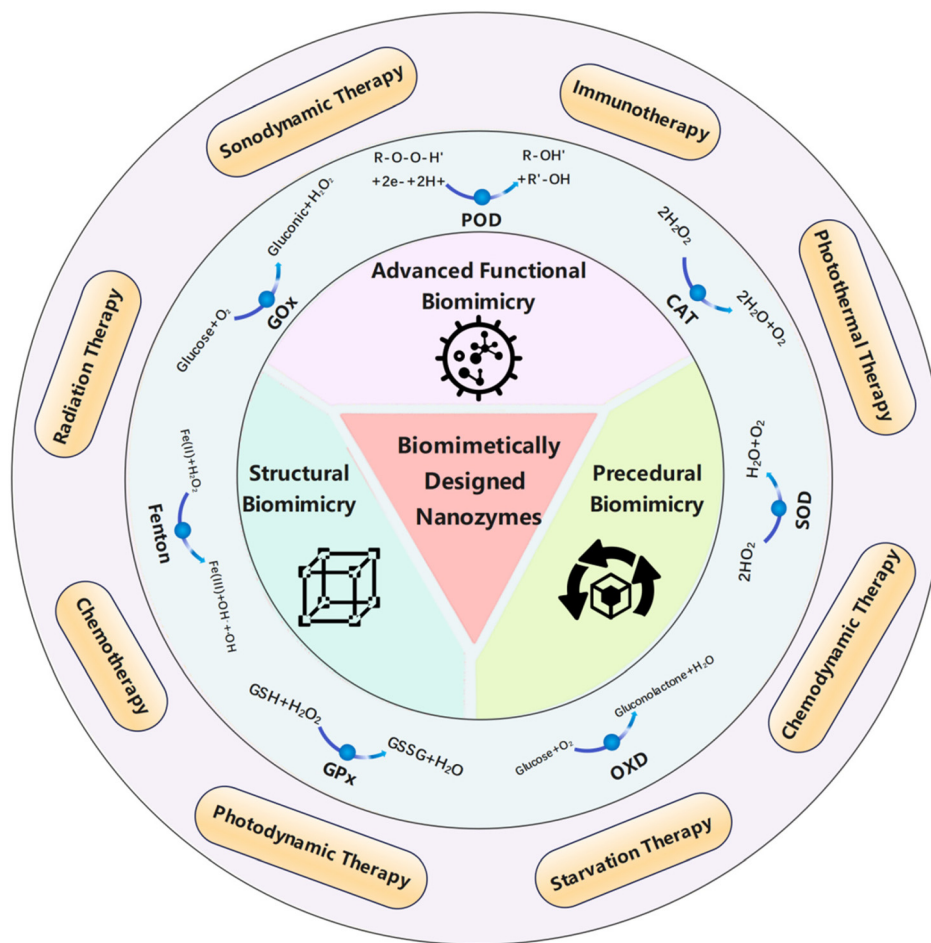 Sonodynamic Therapy
Immunotherapy
Photothermal Therapy
Chemodynamic Therapy
Starvation Therapy
Photodynamic Therapy
Chemotherapy
Radiation Therapy
R-O-O-H'
+2e-+2H+
R-OH'
+R'-OH
POD
2H₂O₂
2H₂O+O₂
CAT
2HO₂
H₂O+O₂
SOD
Glucose+O₂
Gluconolactone+H₂O
OXD
GSH+H₂O₂
GSSG+H₂O
GPx
Fe(II)+H₂O₂
Fe(III)+OH·+OH
Fenton
Glucose+O₂
Gluconic+H₂O₂
GOx
Advanced Functional
Biomimicry
Structural
Biomimicry
Biomimetically
Designed
Nanozymes
Precedural
Biomimicry